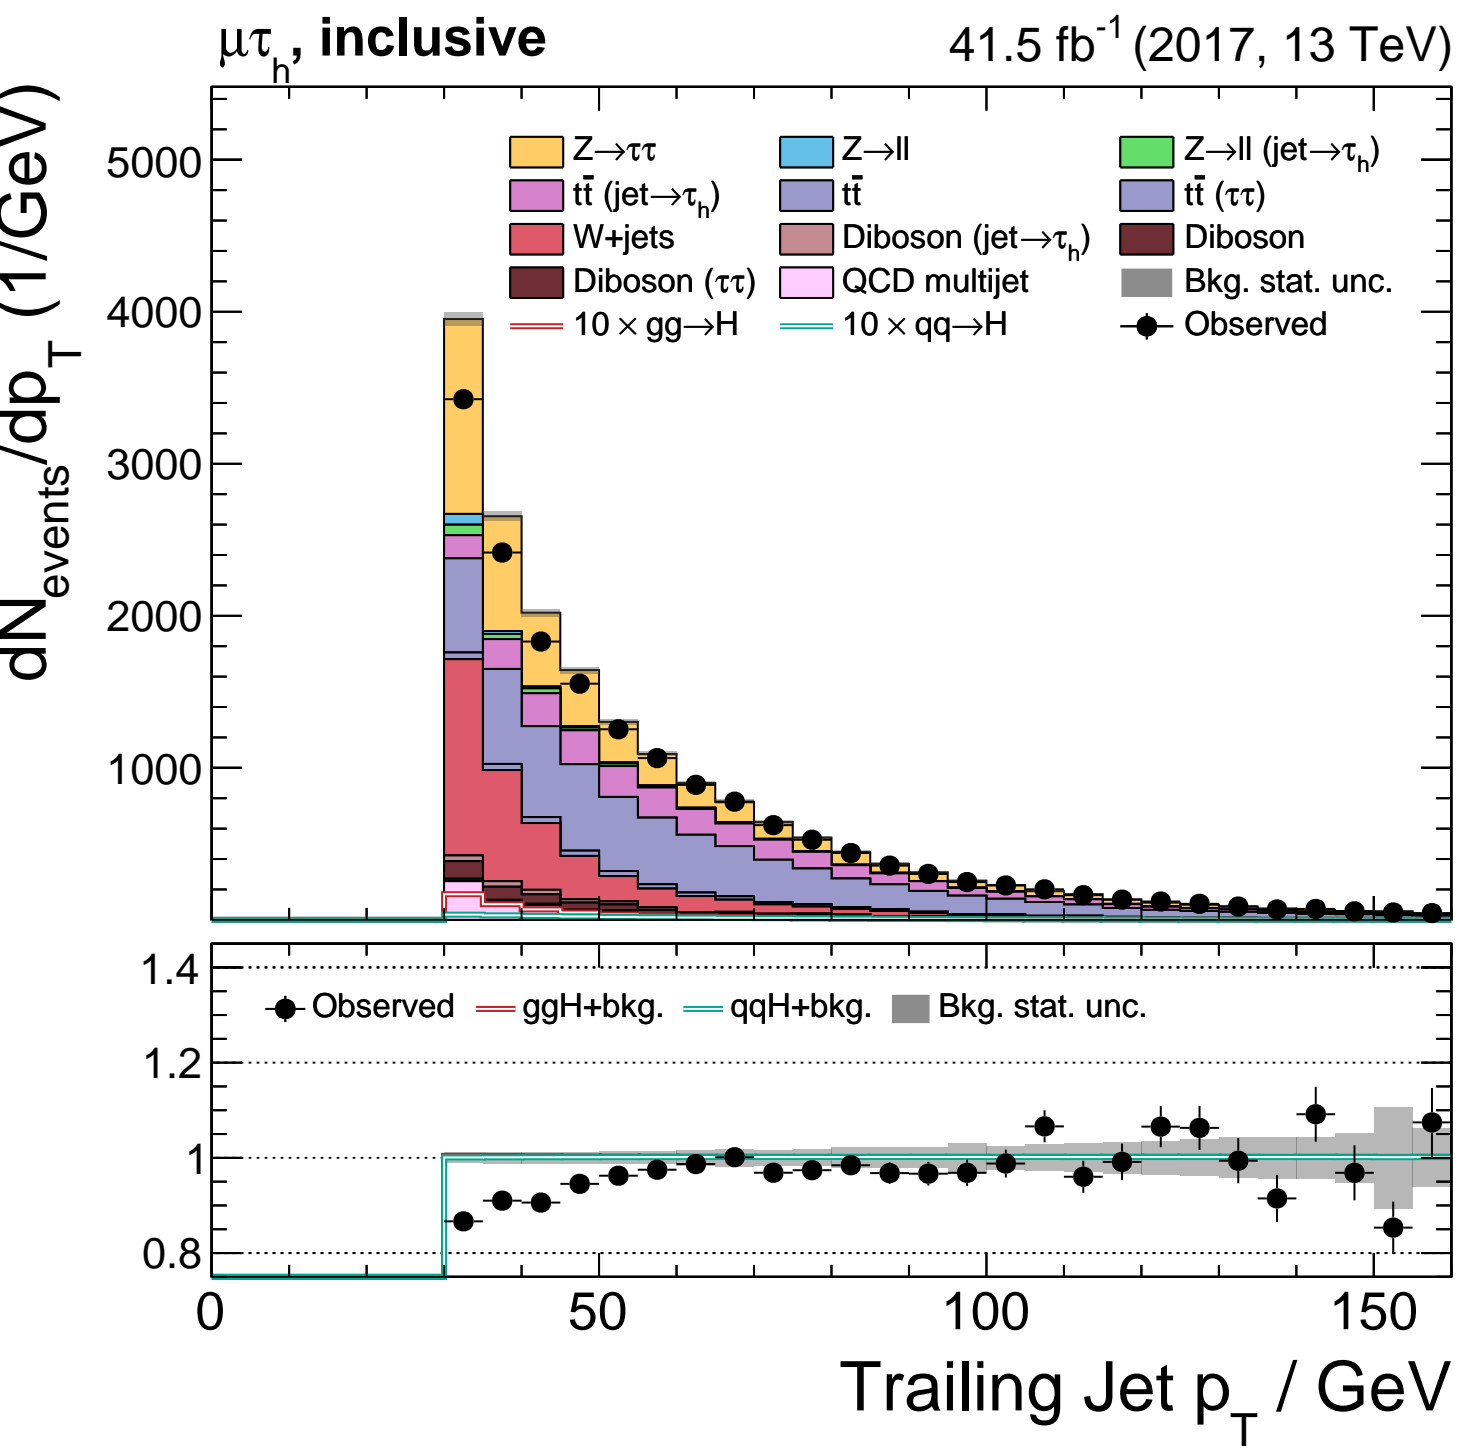 μτh, inclusive
41.5 fb-1 (2017, 13 TeV)
dNevents/dpT (1/GeV)
5000
4000
3000
2000
1000
Z→ττ
Z→ll
Z→ll (jet→τh)
tt̄ (jet→τh)
tt̄
tt̄ (ττ)
W+jets
Diboson (jet→τh)
Diboson
Diboson (ττ)
QCD multijet
Bkg. stat. unc.
10 × gg→H
10 × qq→H
Observed
1.4
1.2
1
0.8
Observed
ggH+bkg.
qqH+bkg.
Bkg. stat. unc.
0
50
100
150
Trailing Jet pT / GeV